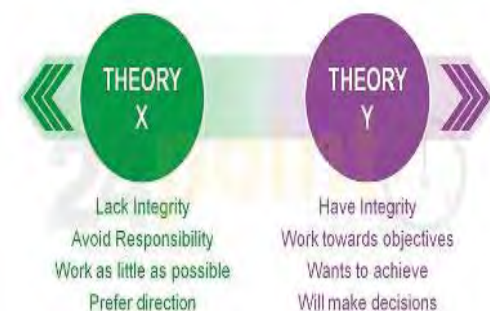 THEORY
X
Lack Integrity
Avoid Responsibility
Work as little as possible
Prefer direction
THEORY
Y
Have Integrity
Work towards objectives
Wants to achieve
Will make decisions